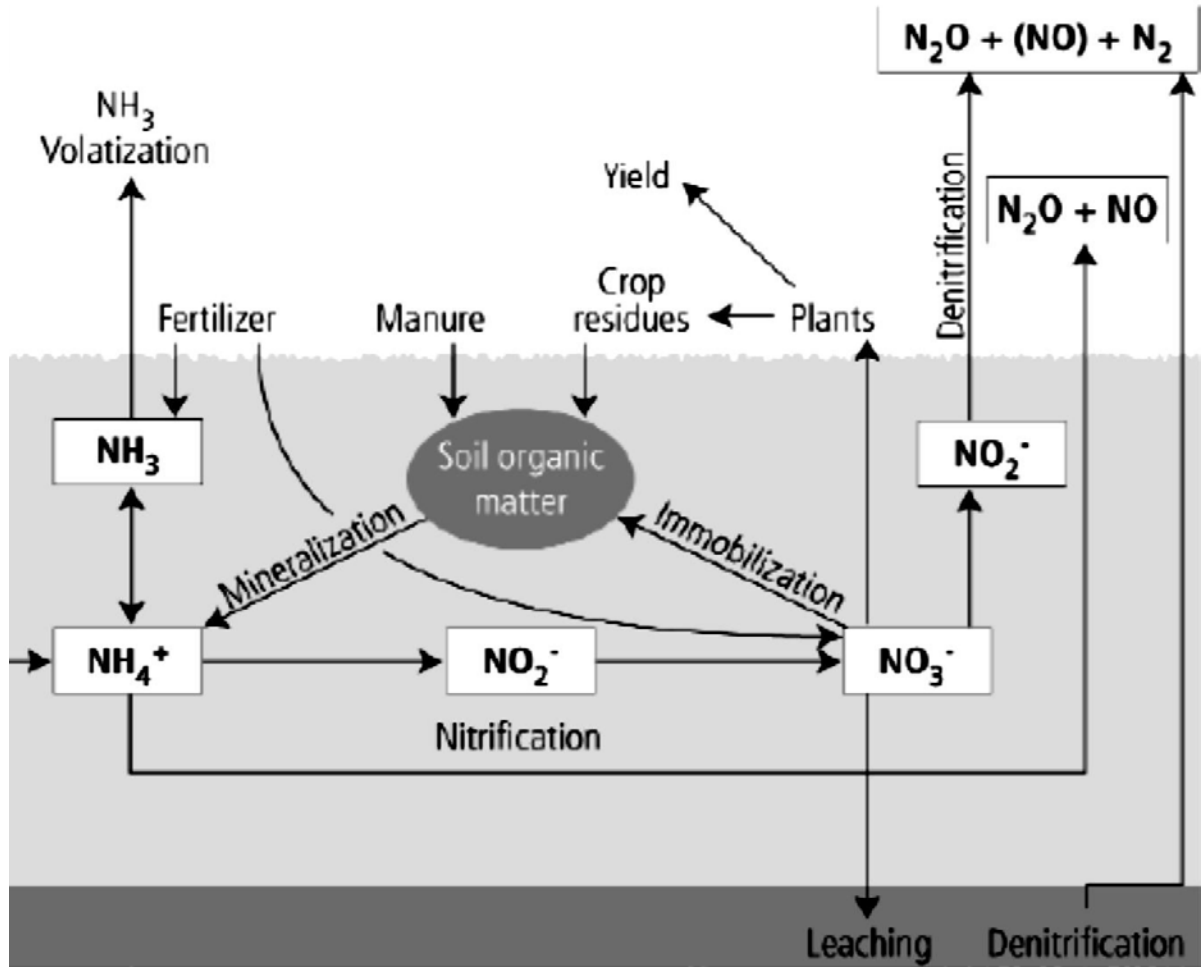 N₂O + (NO) + N₂
NH₃
Volatization
Denitrification
Yield
N₂O + NO
Crop
residues
Fertilizer
Manure
Plants
NH₃
Soil organic
matter
NO₂⁻
Mineralization
Immobilization
NH₄⁺
NO₂⁻
NO₃⁻
Nitrification
Leaching
Denitrification